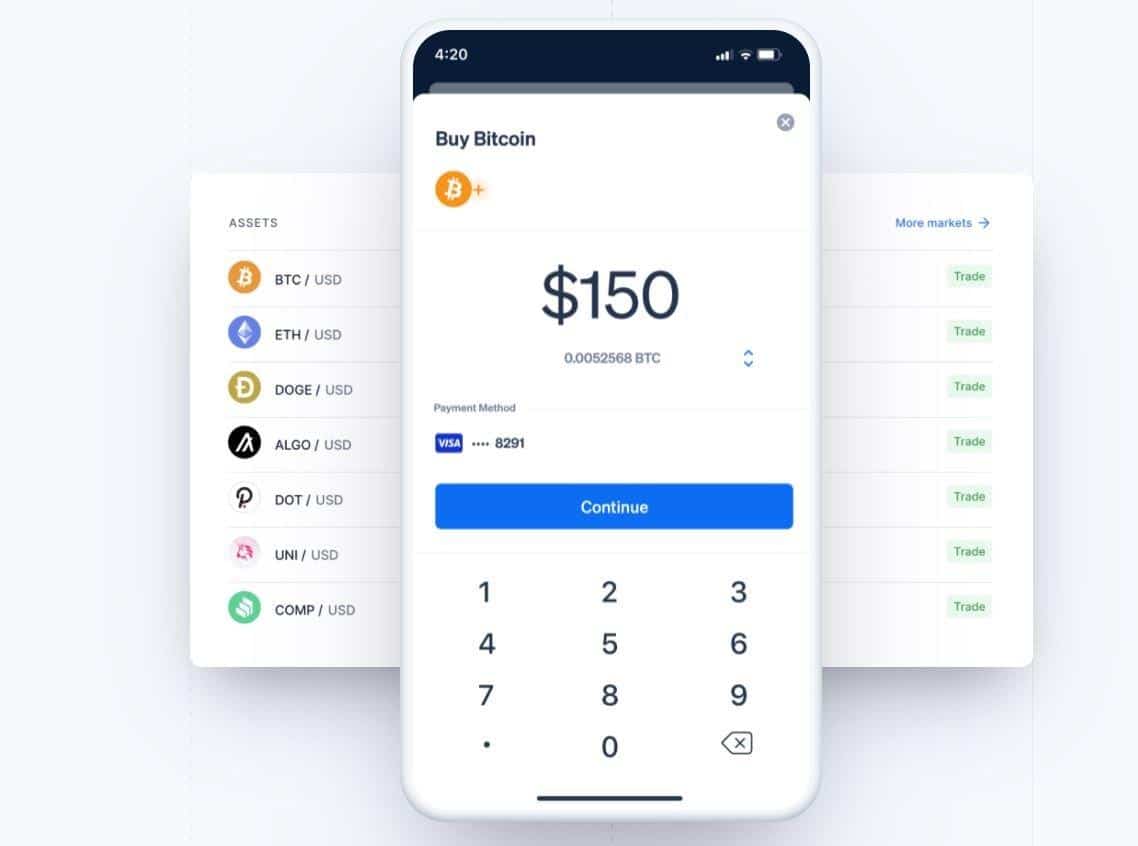 4:20
Buy Bitcoin
ASSETS
More markets →
BTC / USD
Trade
ETH / USD
Trade
DOGE / USD
Trade
ALGO / USD
Trade
DOT / USD
Trade
UNI / USD
Trade
COMP / USD
Trade
$150
0.0052568 BTC
Payment Method
VISA •••• 8291
Continue
1 2 3
4 5 6
7 8 9
. 0